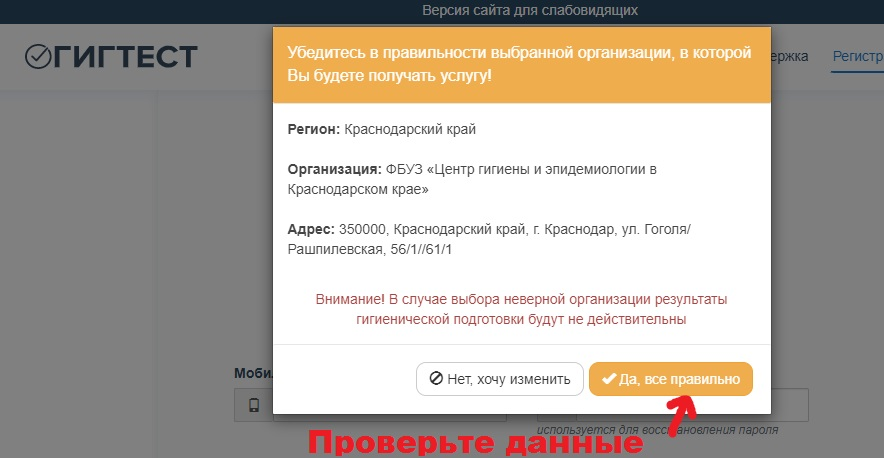 Версия сайта для слабовидящих
ГИГТЕСТ
ержка Регистр
Убедитесь в правильности выбранной организации, в которой
Вы будете получать услугу!
Регион: Краснодарский край
Организация: ФБУЗ «Центр гигиены и эпидемиологии в
Краснодарском крае»
Адрес: 350000, Краснодарский край, г. Краснодар, ул. Гоголя/
Рашпилевская, 56/1//61/1
Внимание! В случае выбора неверной организации результаты
гигиенической подготовки будут не действительны
Моби
Нет, хочу изменить
Да, все правильно
используется для восстановления пароля
Проверьте данные